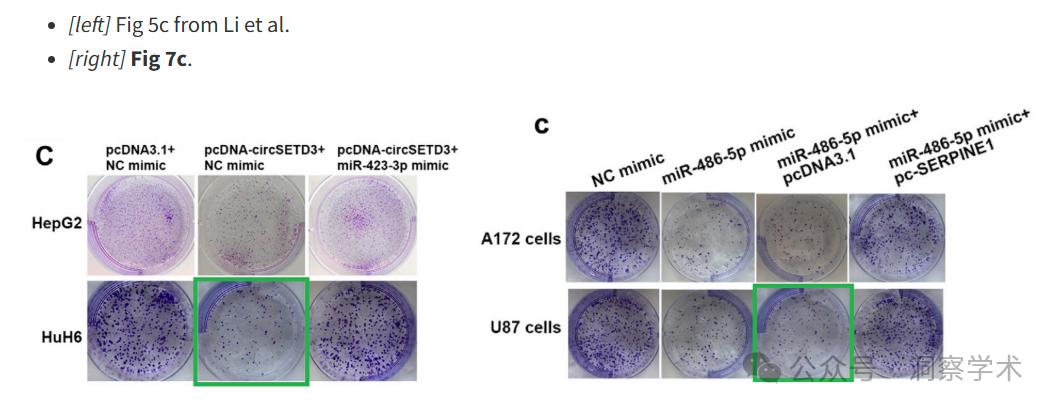 [left] Fig 5c from Li et al.
[right] Fig 7c.
C
pcDNA3.1+
NC mimic
pcDNA-circSETD3+
NC mimic
pcDNA-circSETD3+
miR-423-3p mimic
HepG2
HuH6
c
NC mimic
miR-486-5p mimic
miR-486-5p mimic+
pcDNA3.1
miR-486-5p mimic+
pc-SERPINE1
A172 cells
U87 cells
公众号 洞察学术